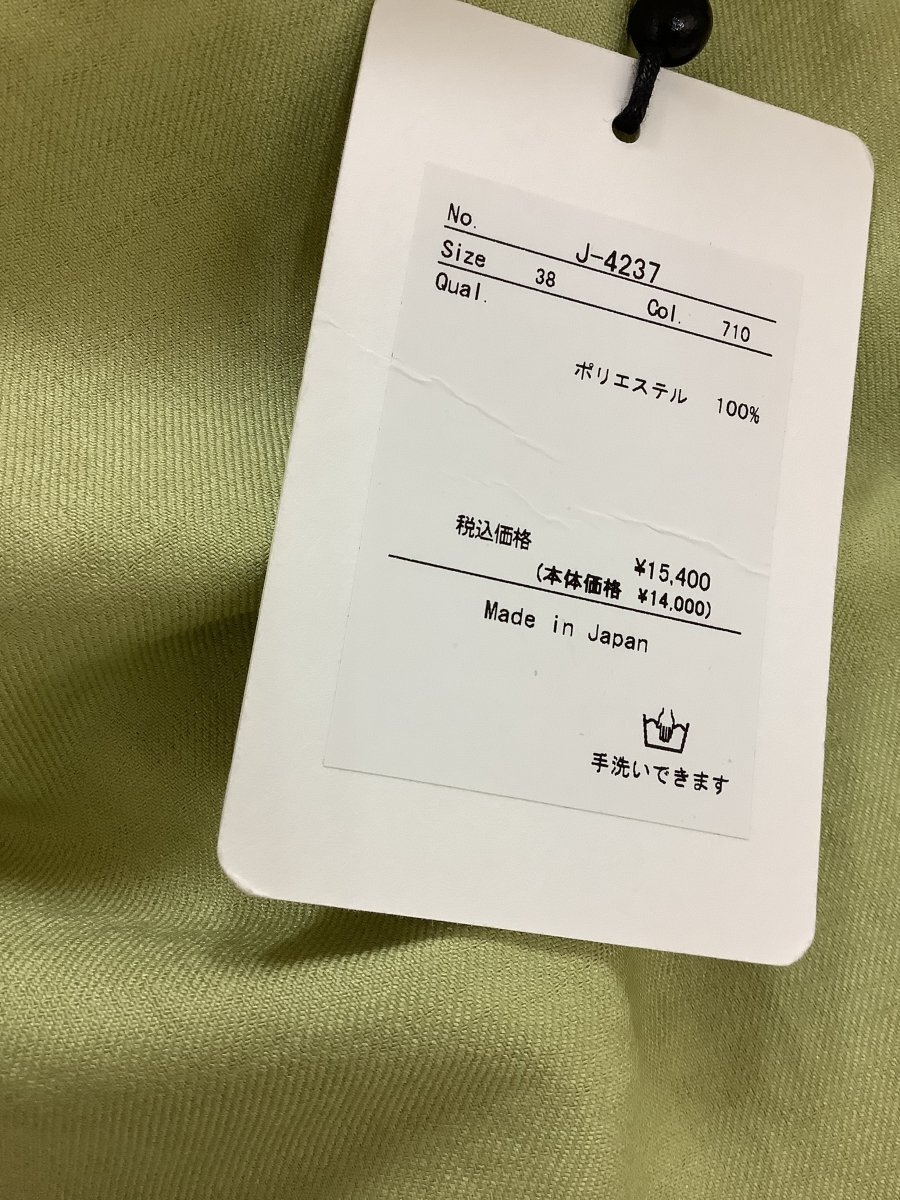 No. J-4237
Size 38 Col. 710
Qual.
ポリエステル 100%
税込価格 ¥15,400
(本体価格 ¥14,000)
Made in Japan
手洗いできます